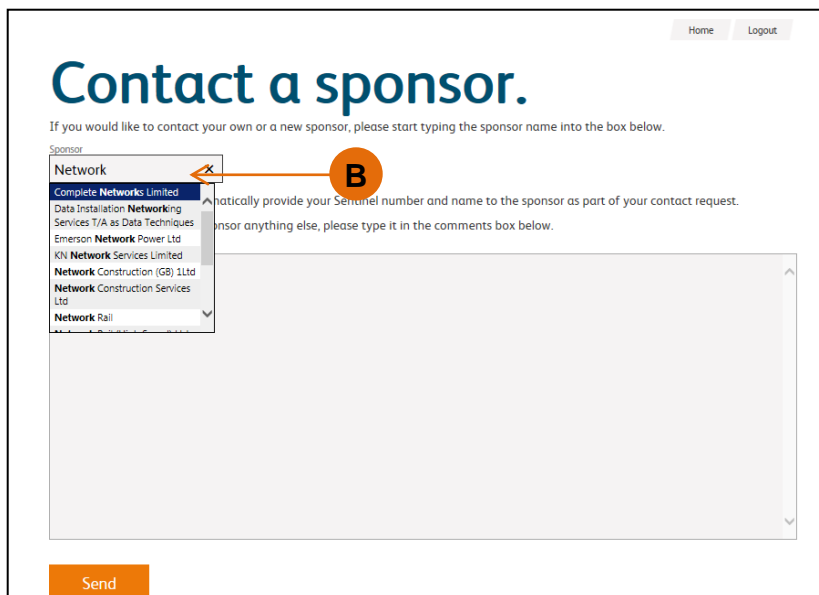 Home Logout
Contact a sponsor.
If you would like to contact your own or a new sponsor, please start typing the sponsor name into the box below.
Sponsor
Network ×
B
Complete Networks Limited
Data Installation Networking
Services T/A as Data Techniques
Emerson Network Power Ltd
KN Network Services Limited
Network Construction (GB) 1Ltd
Network Construction Services
Ltd
Network Rail
matically provide your Sentinel number and name to the sponsor as part of your contact request.
onsor anything else, please type it in the comments box below.
Send